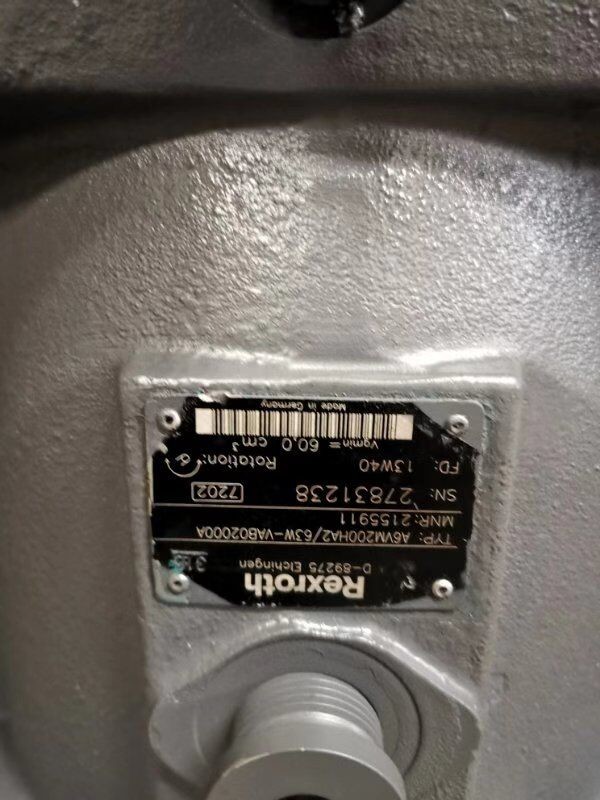 Rexroth
D-89275 Elchingen
TYP: A6VM200HA2/63W-VAB02000A
MNR: 2155911
SN: 27831238 7202
FD: 13W40 Rotation:
Vgmin= 60,0 cm³
Made in Germany